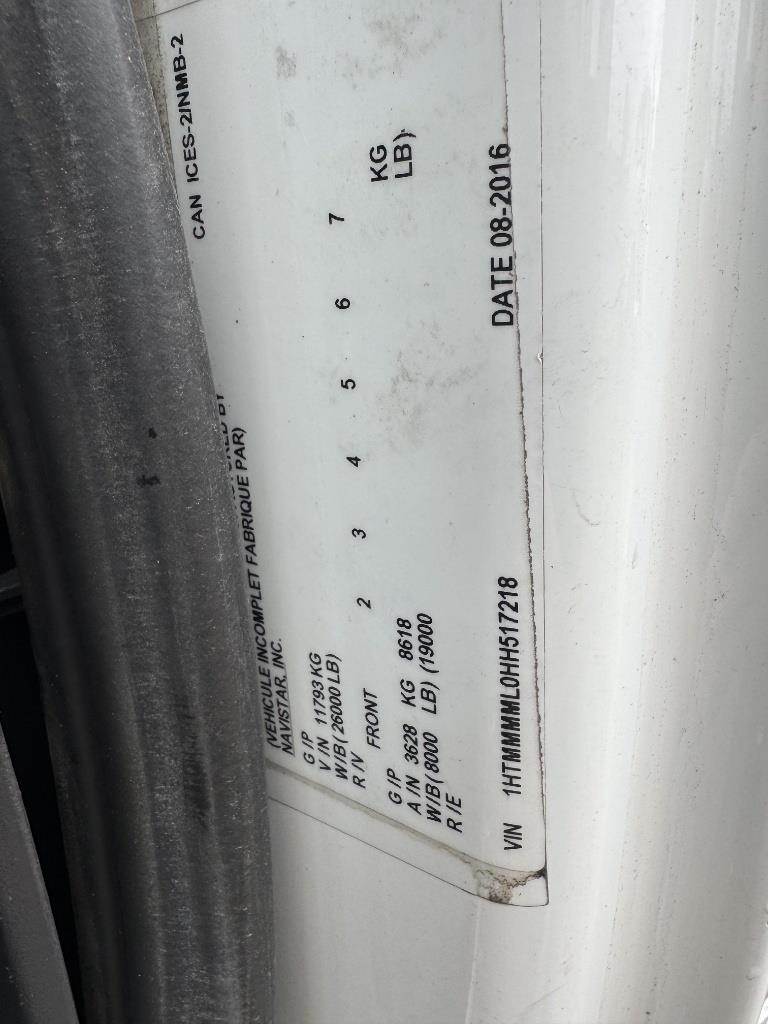 CAN ICES-2/NMB-2
(VEHICULE INCOMPLET FABRIQUE PAR)
NAVISTAR, INC.
G /P
V /N 11793 KG
W/B( 26000 LB)
R /V 2 3 4 5 6 7
FRONT
G /P
A /N 3628 KG 8618 KG
W/B( 8000 LB) (19000 LB)
R /E
VIN 1HTMMMML0HH517218 DATE 08-2016